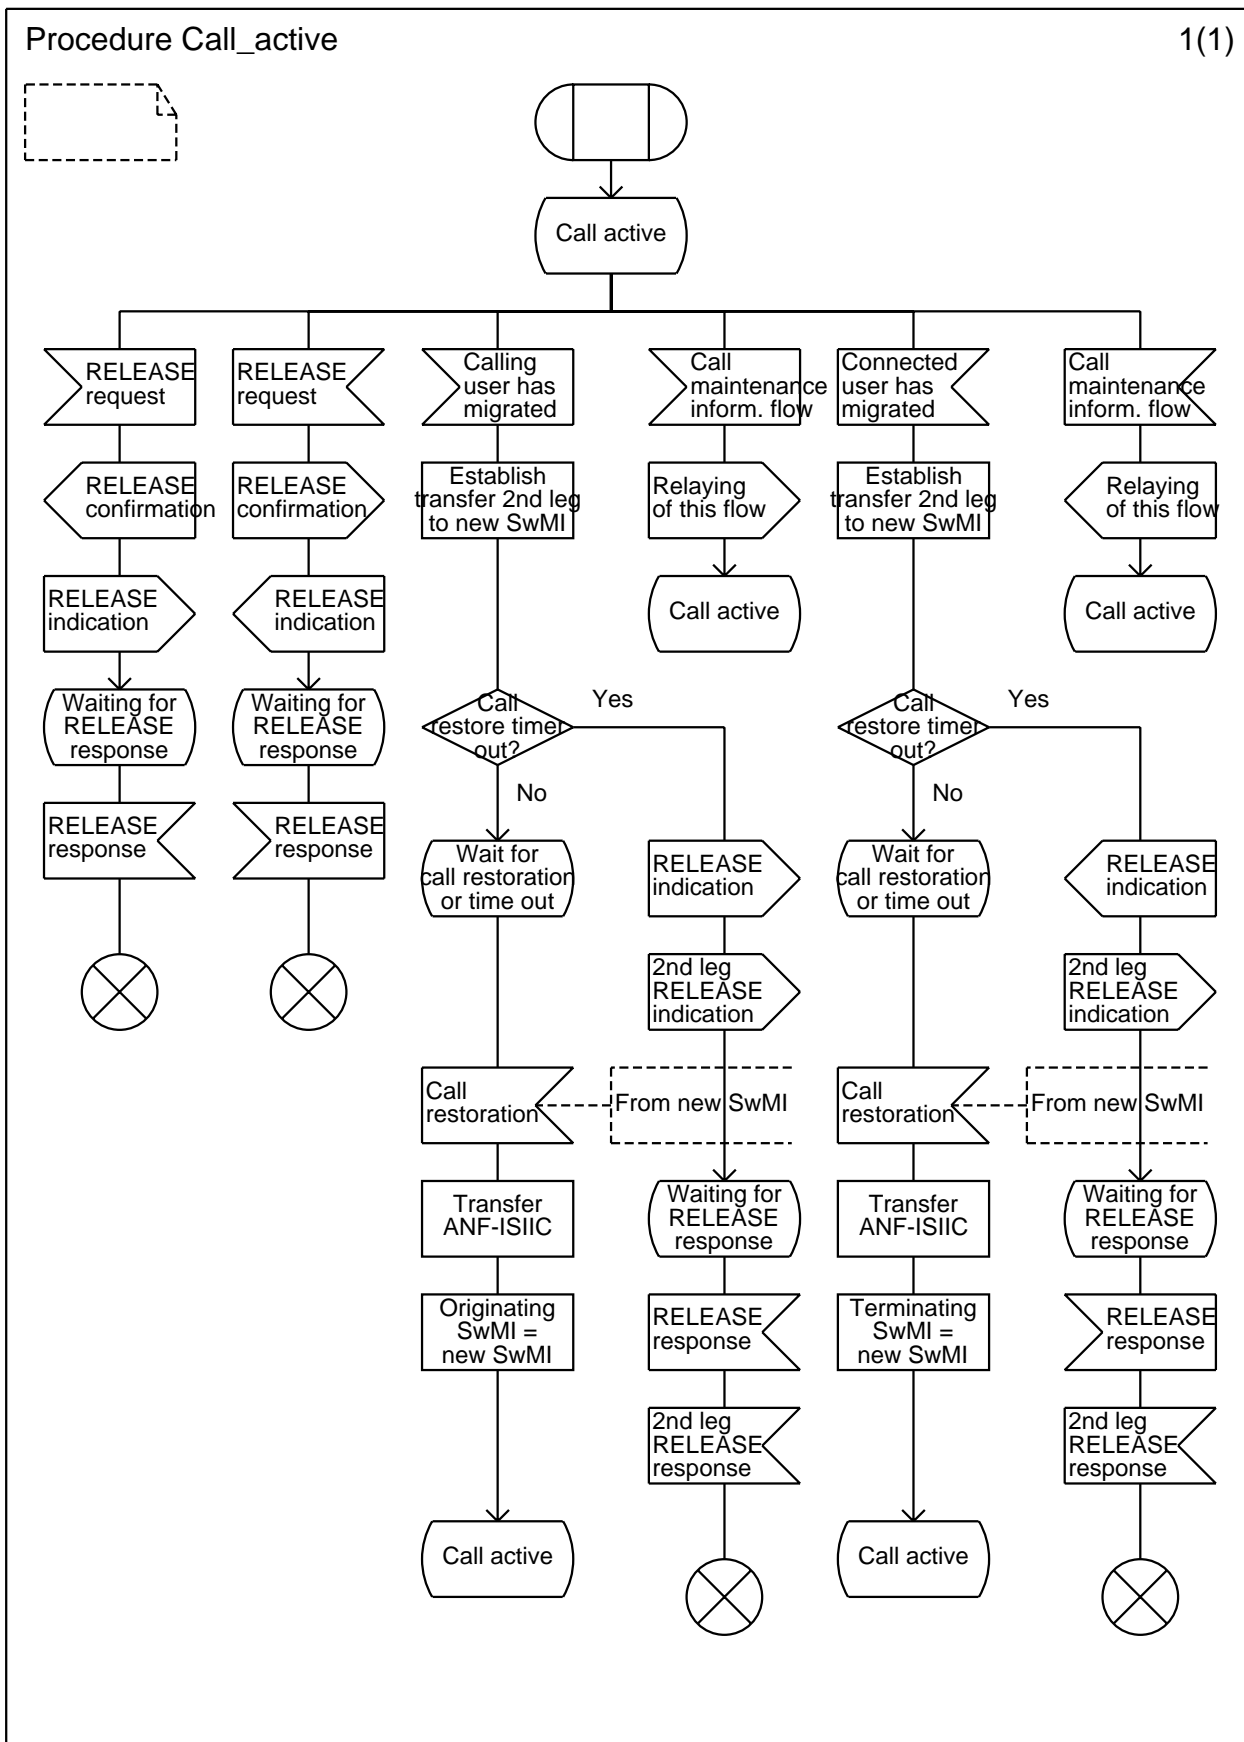 Procedure Call_active
1(1)
Call active
RELEASE
request
RELEASE
request
Calling
user has
migrated
Call
maintenance
inform. flow
Connected
user has
migrated
Call
maintenance
inform. flow
RELEASE
confirmation
RELEASE
confirmation
Establish
transfer 2nd leg
to new SwMI
Relaying
of this flow
Establish
transfer 2nd leg
to new SwMI
Relaying
of this flow
RELEASE
indication
RELEASE
indication
Call active
Call active
Waiting for
RELEASE
response
Waiting for
RELEASE
response
Call
restore timer
out?
Yes
No
Call
restore timer
out?
Yes
No
RELEASE
response
RELEASE
response
Wait for
call restoration
or time out
RELEASE
indication
Wait for
call restoration
or time out
RELEASE
indication
2nd leg
RELEASE
indication
2nd leg
RELEASE
indication
Call
restoration
From new SwMI
Call
restoration
From new SwMI
Transfer
ANF-ISIIC
Waiting for
RELEASE
response
Transfer
ANF-ISIIC
Waiting for
RELEASE
response
Originating
SwMI =
new SwMI
RELEASE
response
Terminating
SwMI =
new SwMI
RELEASE
response
2nd leg
RELEASE
response
2nd leg
RELEASE
response
Call active
Call active